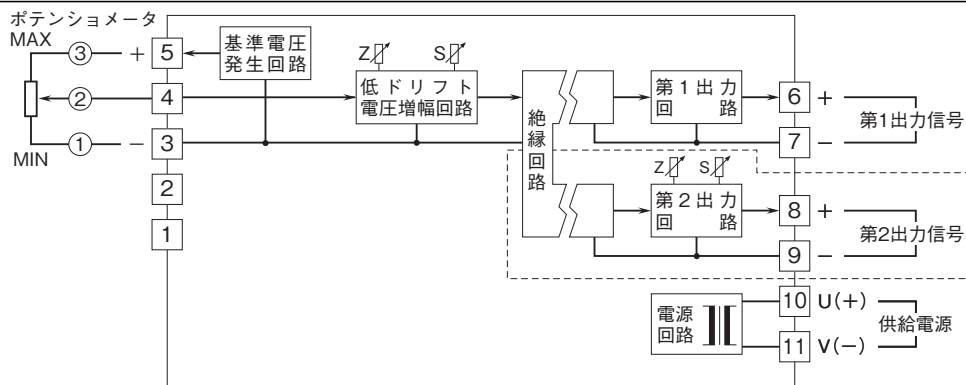 ポテンショメータ
MAX
③ + 5
基準電圧
発生回路
Z S
② 4
低ドリフト
電圧増幅回路
① − 3
MIN
2
1
絶縁回路
第1出力
回路
6 +
7 −
第1出力信号
Z S
第2出力
回路
8 +
9 −
第2出力信号
電源
回路
10 U(+)
11 V(−)
供給電源